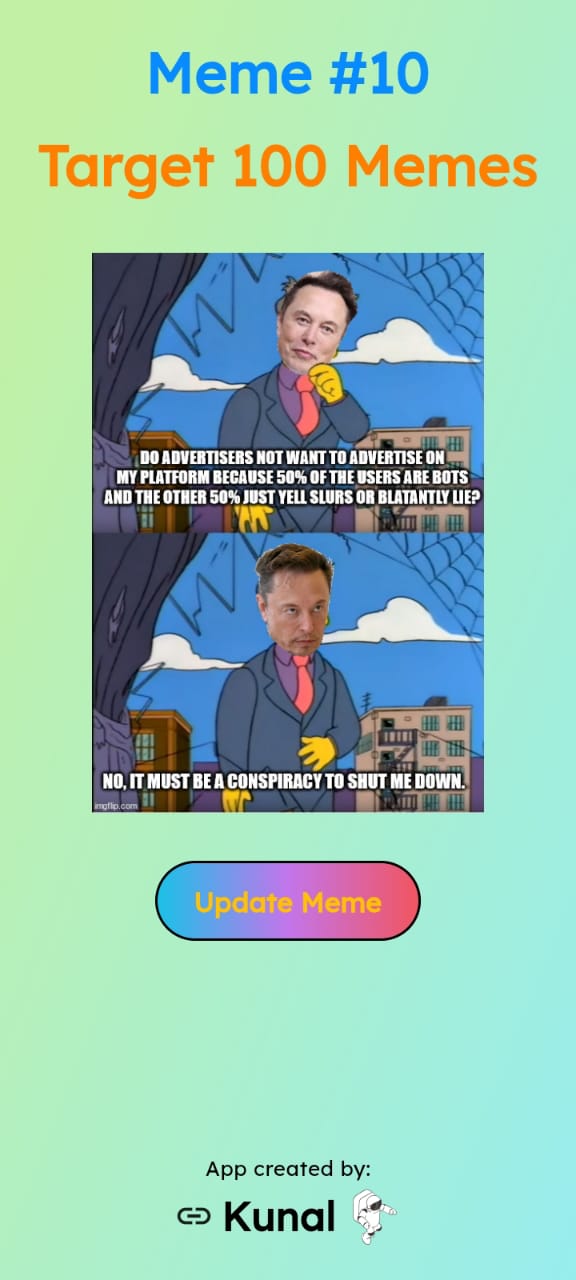 Meme #10
Target 100 Memes
DO ADVERTISERS NOT WANT TO ADVERTISE ON
MY PLATFORM BECAUSE 50% OF THE USERS ARE BOTS
AND THE OTHER 50% JUST YELL SLURS OR BLATANTLY LIE?
NO, IT MUST BE A CONSPIRACY TO SHUT ME DOWN.
imgflip.com
Update Meme
App created by:
Kunal